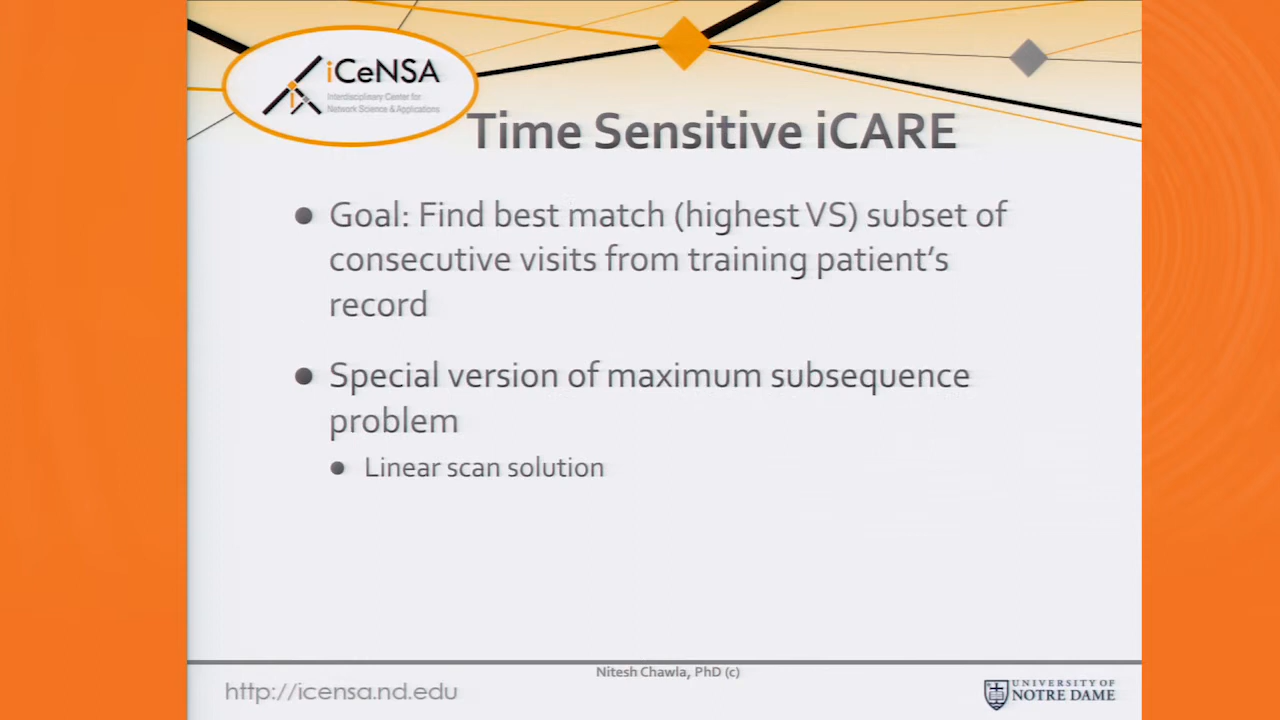 iCeNSA
Interdisciplinary Center for
Network Science & Applications
Time Sensitive iCARE
Goal: Find best match (highest VS) subset of
consecutive visits from training patient's
record
Special version of maximum subsequence
problem
Linear scan solution
Nitesh Chawla, PhD (c)
http://icensa.nd.edu
UNIVERSITY OF
NOTRE DAME